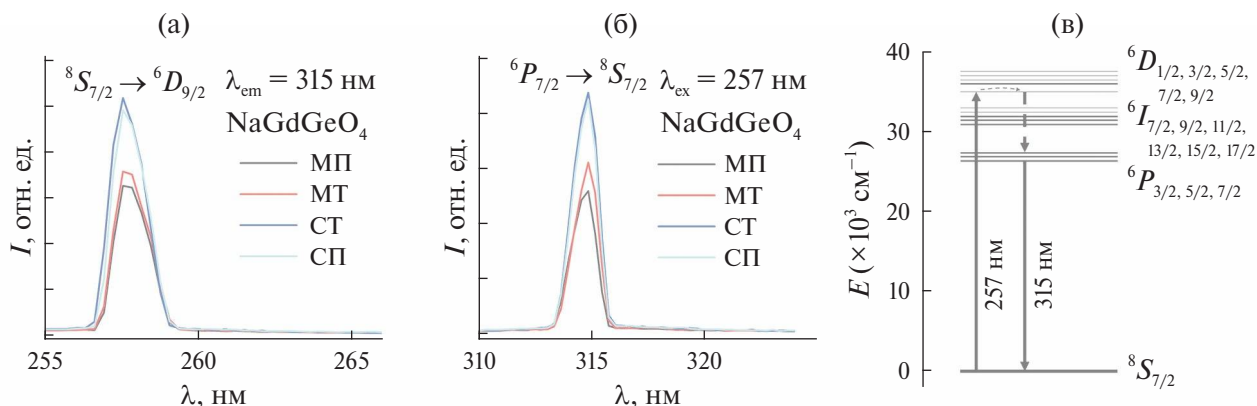 (а)
⁸S₇/₂ → ⁶D₉/₂ λem = 315 нм
NaGdGeO₄
МП
МТ
СТ
СП
I, отн. ед.
255 260 265
λ, нм
(б)
⁶P₇/₂ → ⁸S₇/₂ λex = 257 нм
NaGdGeO₄
МП
МТ
СТ
СП
I, отн. ед.
310 315 320
λ, нм
(в)
E (×10³ см⁻¹)
40
30
20
10
0
257 нм
315 нм
⁶D₁/₂, ₃/₂, ₅/₂,
₇/₂, ₉/₂
⁶I₇/₂, ₉/₂, ₁₁/₂,
₁₃/₂, ₁₅/₂, ₁₇/₂
⁶P₃/₂, ₅/₂, ₇/₂
⁸S₇/₂